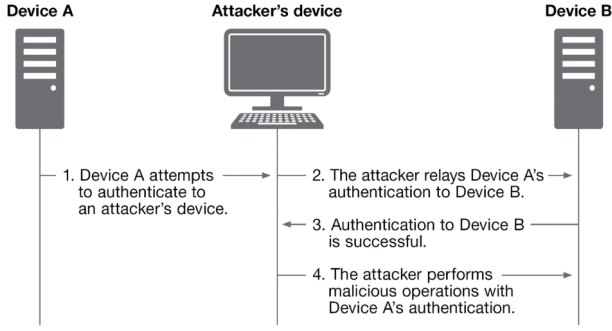 Device A
Attacker's device
Device B
1. Device A attempts
to authenticate to
an attacker's device.
2. The attacker relays Device A's
authentication to Device B.
3. Authentication to Device B
is successful.
4. The attacker performs
malicious operations with
Device A's authentication.